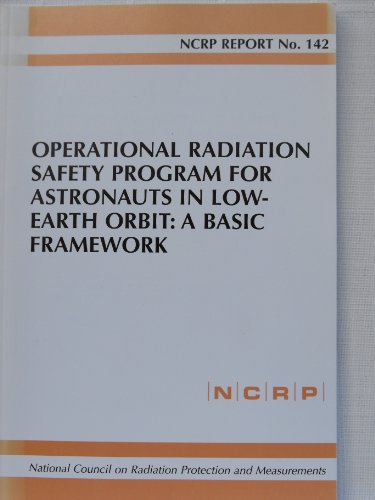 NCRP REPORT No. 142
OPERATIONAL RADIATION
SAFETY PROGRAM FOR
ASTRONAUTS IN LOW-
EARTH ORBIT: A BASIC
FRAMEWORK
|N|C|R|P|
National Council on Radiation Protection and Measurements